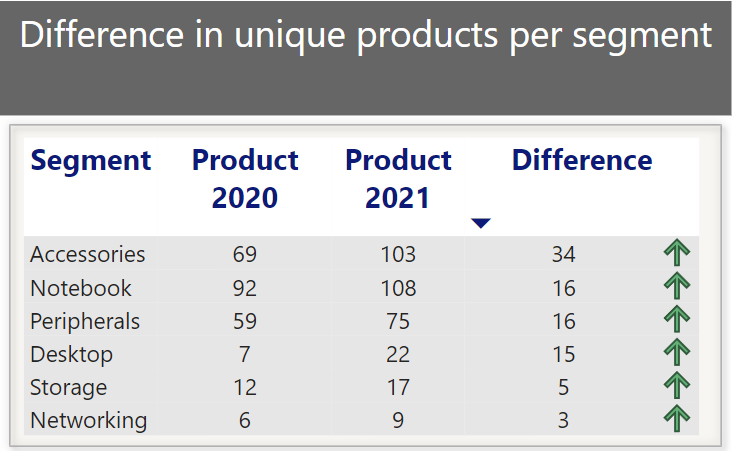 Difference in unique products per segment
Segment Product 2020 Product 2021 Difference
Accessories 69 103 34
Notebook 92 108 16
Peripherals 59 75 16
Desktop 7 22 15
Storage 12 17 5
Networking 6 9 3